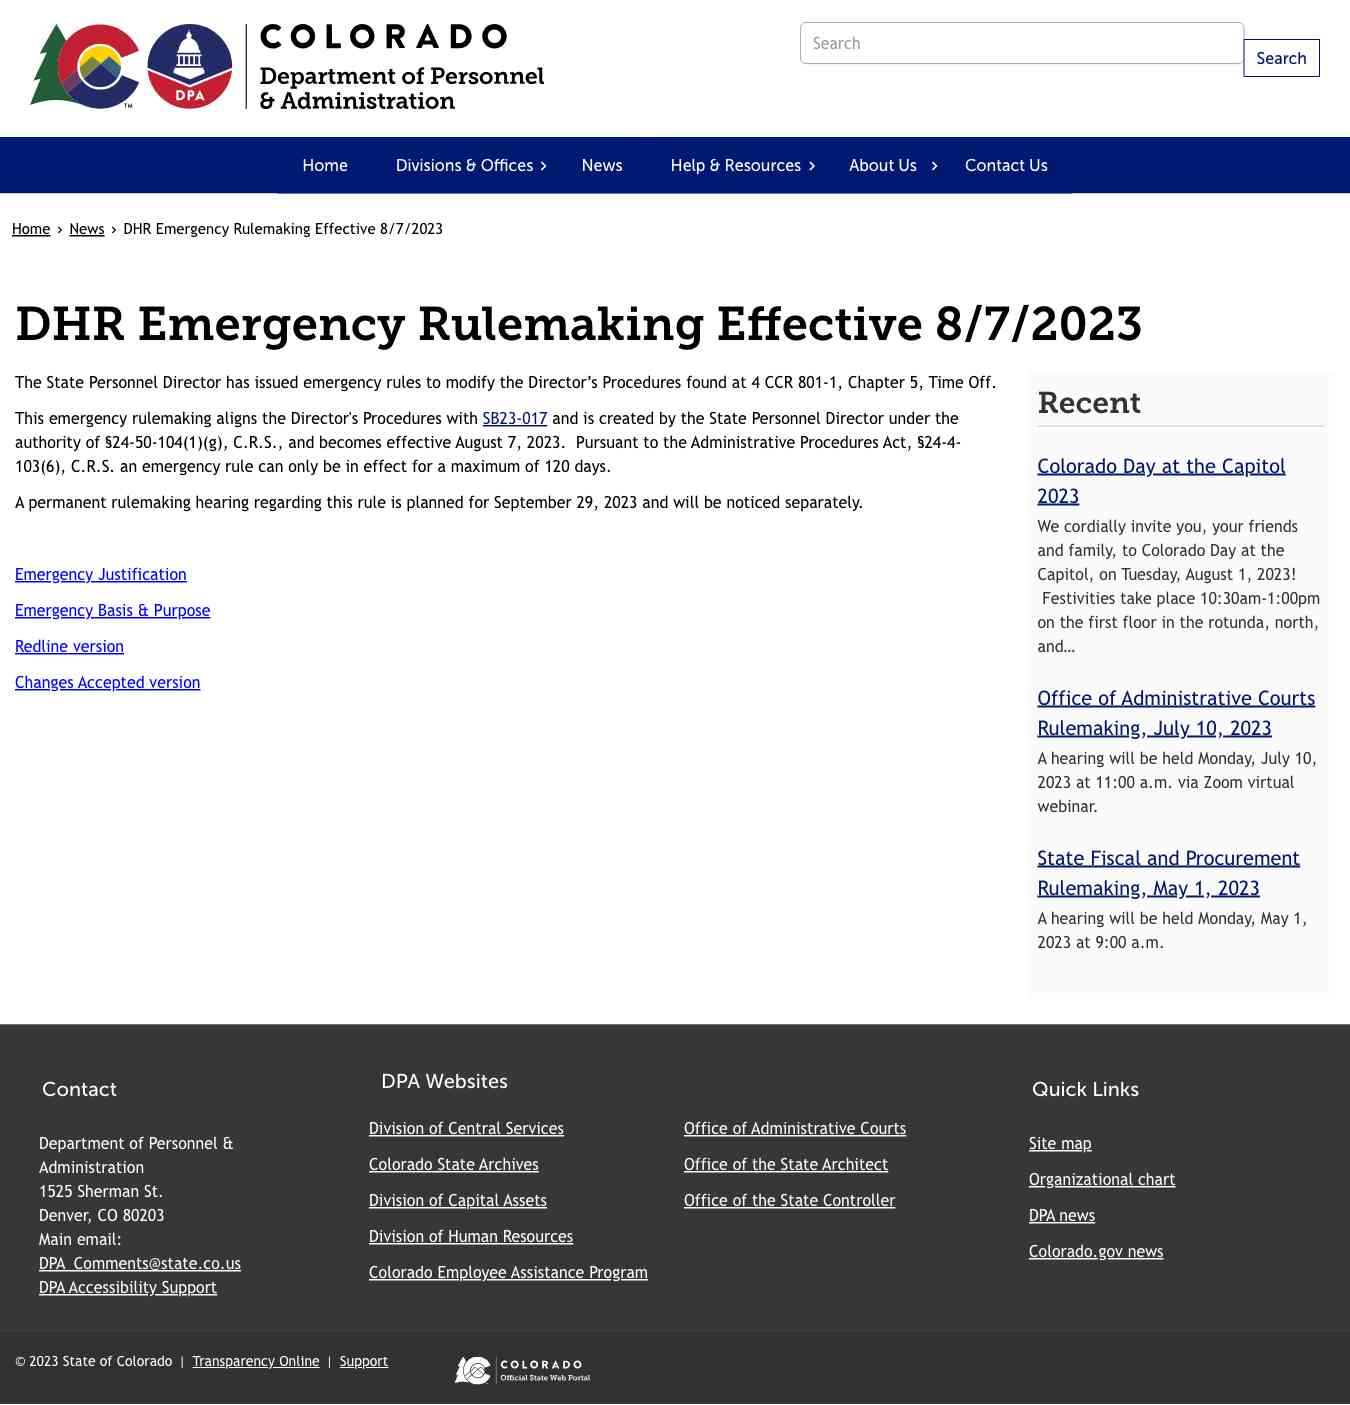 COLORADO
Department of Personnel
& Administration
DPA
TM
Search
Search
Home
Divisions & Offices
News
Help & Resources
About Us
Contact Us
Home › News › DHR Emergency Rulemaking Effective 8/7/2023
DHR Emergency Rulemaking Effective 8/7/2023
The State Personnel Director has issued emergency rules to modify the Director’s Procedures found at 4 CCR 801-1, Chapter 5, Time Off.
This emergency rulemaking aligns the Director's Procedures with SB23-017 and is created by the State Personnel Director under the
authority of §24-50-104(1)(g), C.R.S., and becomes effective August 7, 2023.  Pursuant to the Administrative Procedures Act, §24-4-
103(6), C.R.S. an emergency rule can only be in effect for a maximum of 120 days.
A permanent rulemaking hearing regarding this rule is planned for September 29, 2023 and will be noticed separately.
Emergency Justification
Emergency Basis & Purpose
Redline version
Changes Accepted version
Recent
Colorado Day at the Capitol
2023
We cordially invite you, your friends
and family, to Colorado Day at the
Capitol, on Tuesday, August 1, 2023!
Festivities take place 10:30am-1:00pm
on the first floor in the rotunda, north,
and…
Office of Administrative Courts
Rulemaking, July 10, 2023
A hearing will be held Monday, July 10,
2023 at 11:00 a.m. via Zoom virtual
webinar.
State Fiscal and Procurement
Rulemaking, May 1, 2023
A hearing will be held Monday, May 1,
2023 at 9:00 a.m.
Contact
Department of Personnel &
Administration
1525 Sherman St.
Denver, CO 80203
Main email:
DPA_Comments@state.co.us
DPA Accessibility Support
DPA Websites
Division of Central Services
Colorado State Archives
Division of Capital Assets
Division of Human Resources
Colorado Employee Assistance Program
Office of Administrative Courts
Office of the State Architect
Office of the State Controller
Quick Links
Site map
Organizational chart
DPA news
Colorado.gov news
© 2023 State of Colorado | Transparency Online | Support
COLORADO
Official State Web Portal